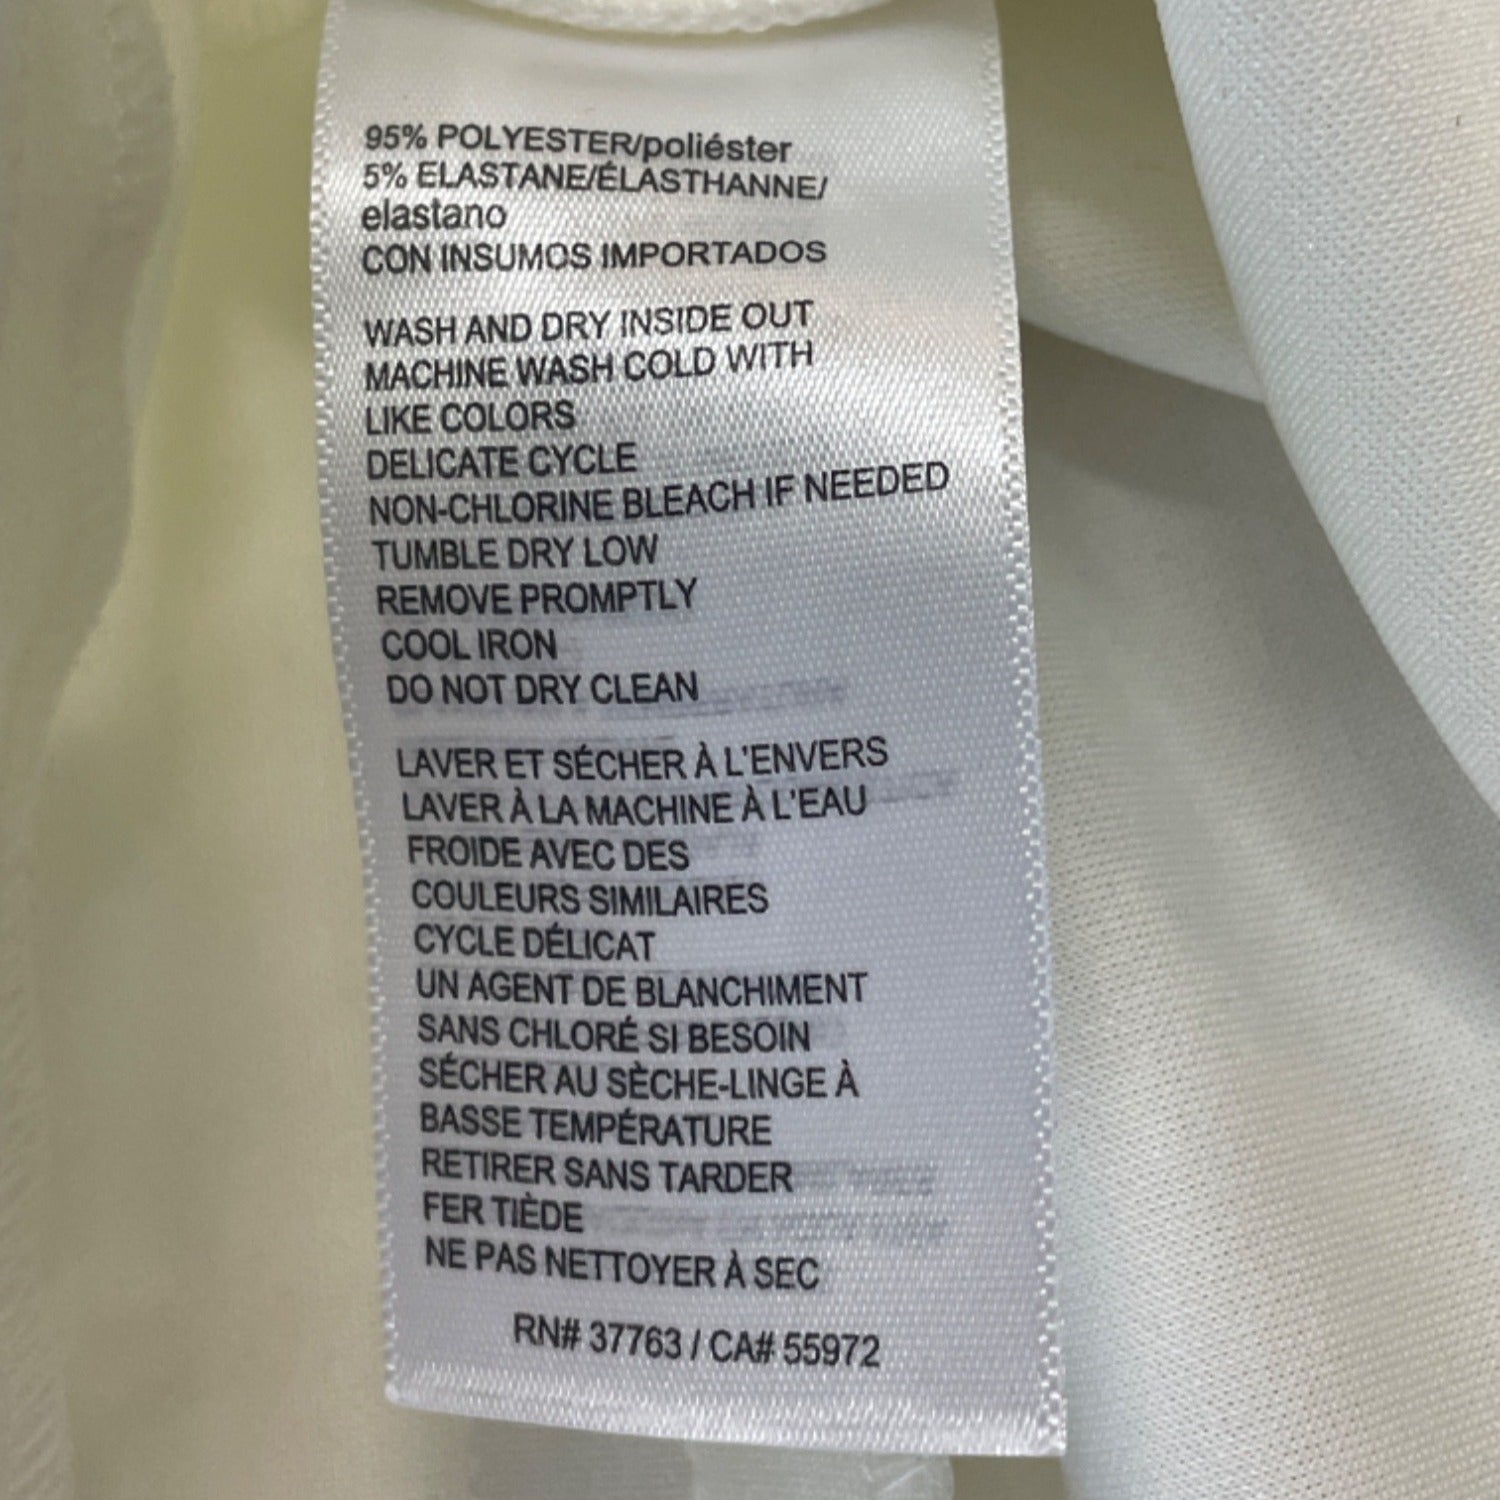 95% POLYESTER/poliéster
5% ELASTANE/ÉLASTHANNE/
elastano
CON INSUMOS IMPORTADOS
WASH AND DRY INSIDE OUT
MACHINE WASH COLD WITH
LIKE COLORS
DELICATE CYCLE
NON-CHLORINE BLEACH IF NEEDED
TUMBLE DRY LOW
REMOVE PROMPTLY
COOL IRON
DO NOT DRY CLEAN
LAVER ET SÉCHER À L'ENVERS
LAVER À LA MACHINE À L'EAU
FROIDE AVEC DES
COULEURS SIMILAIRES
CYCLE DÉLICAT
UN AGENT DE BLANCHIMENT
SANS CHLORÉ SI BESOIN
SÉCHER AU SÈCHE-LINGE À
BASSE TEMPÉRATURE
RETIRER SANS TARDER
FER TIÈDE
NE PAS NETTOYER À SEC
RN# 37763 / CA# 55972